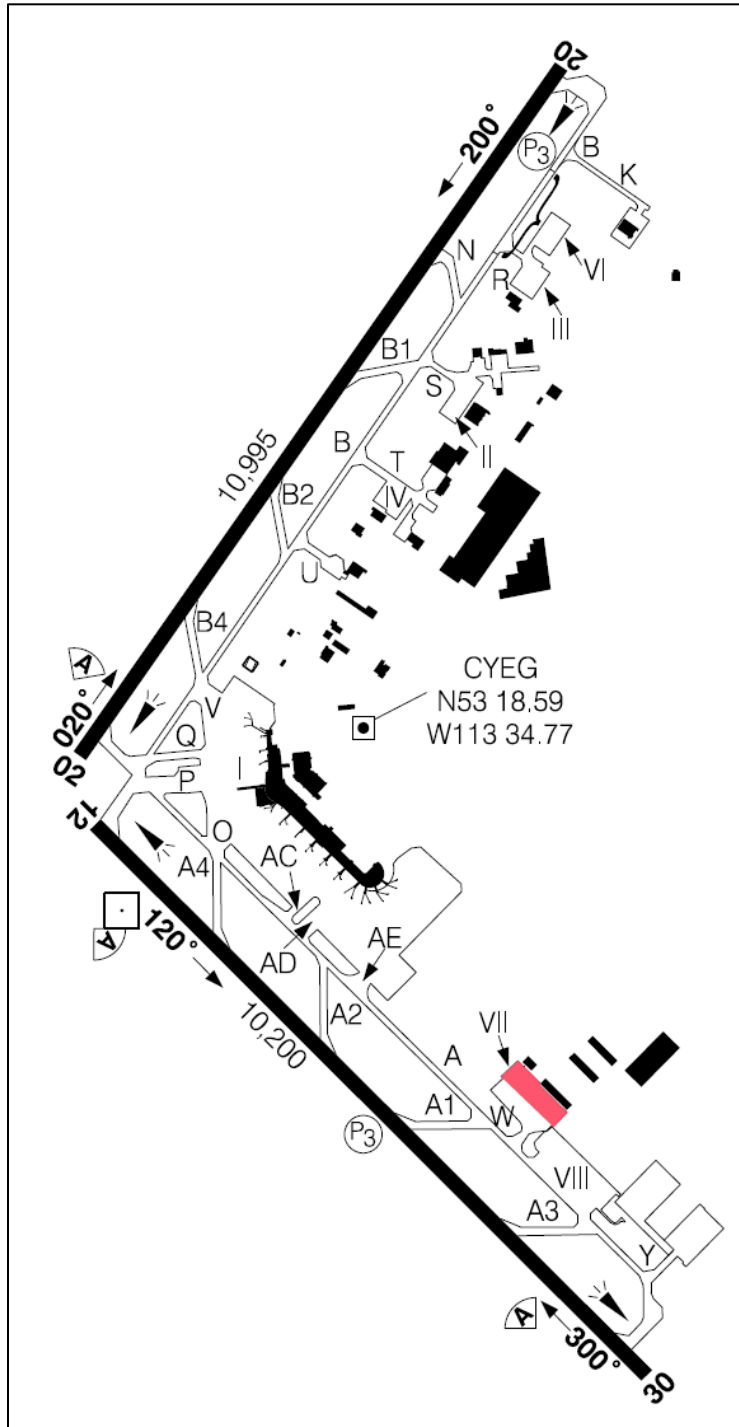 20
200°
P3
B
K
N
R
VI
III
B1
S
B
T
II
10,995
IV
B2
U
B4
CYEG
N53 18.59
W113 34.77
A
020°
V
02
Q
P
I
12
O
A4
AC
A
120°
AD
AE
10,200
A2
VII
A
A1
W
P3
VIII
A3
Y
A
300°
30